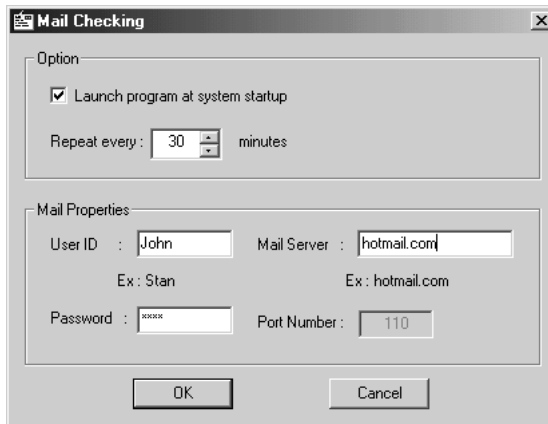 Mail Checking
Option
Launch program at system startup
Repeat every : 30 minutes
Mail Properties
User ID : John Mail Server : hotmail.com
Ex : Stan Ex : hotmail.com
Password : **** Port Number : 110
OK Cancel